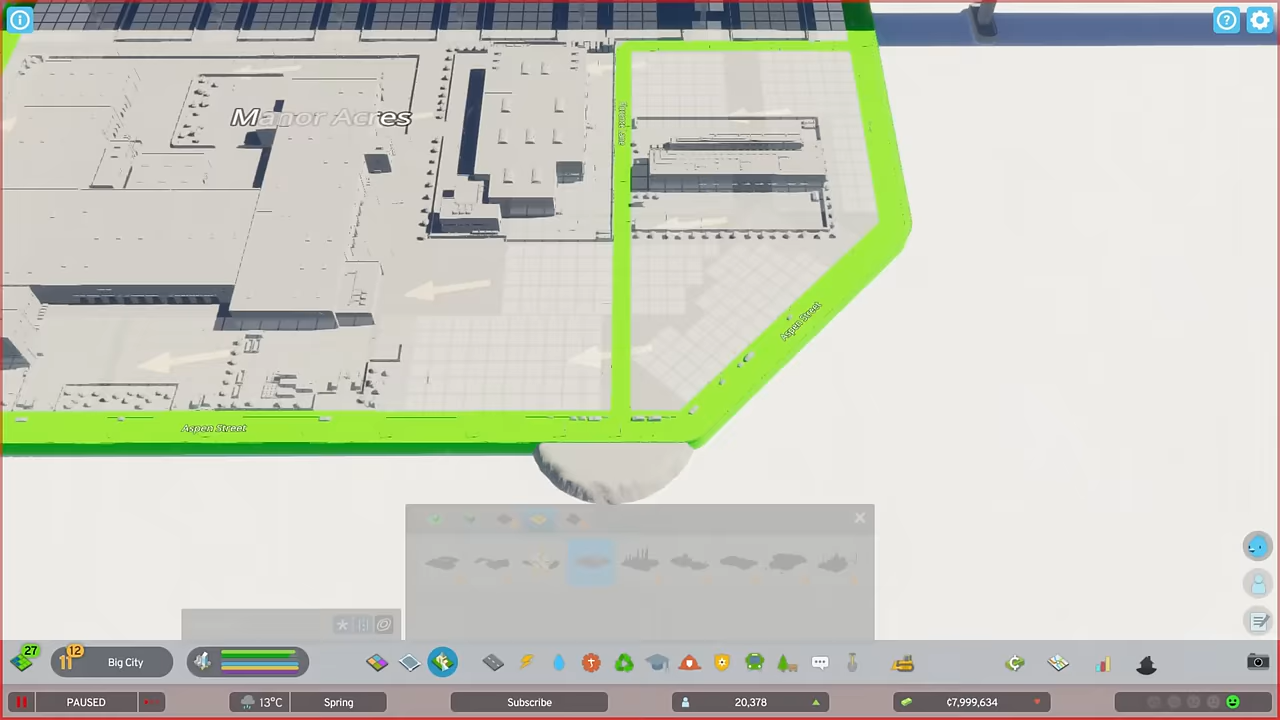 Manor Acres
Aspen Street
Aspen Street
27
12
Big City
PAUSED
13°C
Spring
Subscribe
20,378
¢7,999,634